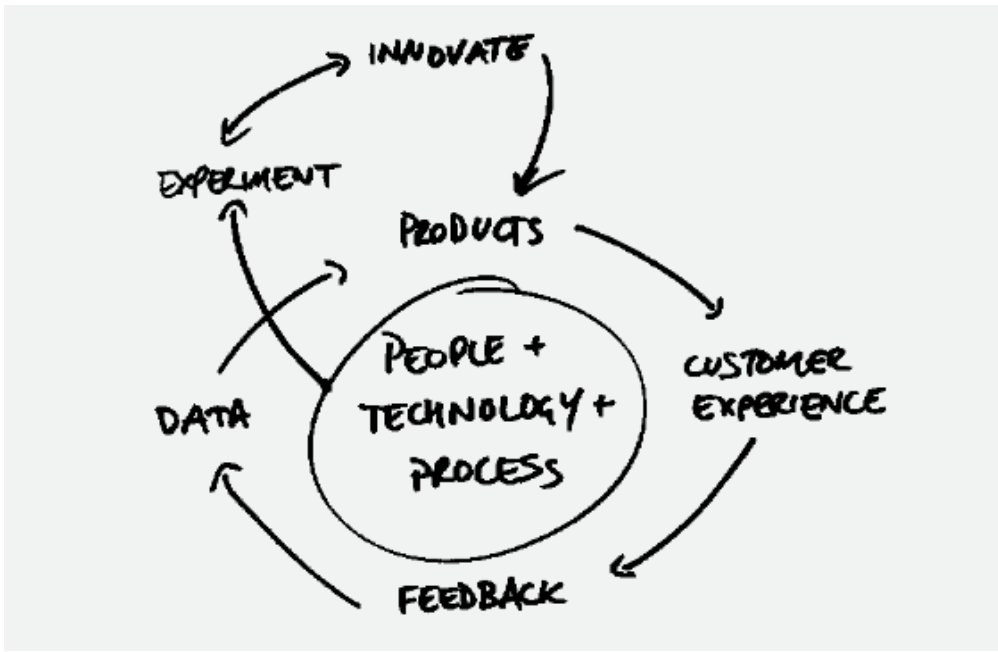 INNOVATE
EXPERIMENT
PRODUCTS
PEOPLE +
TECHNOLOGY +
PROCESS
CUSTOMER
EXPERIENCE
DATA
FEEDBACK